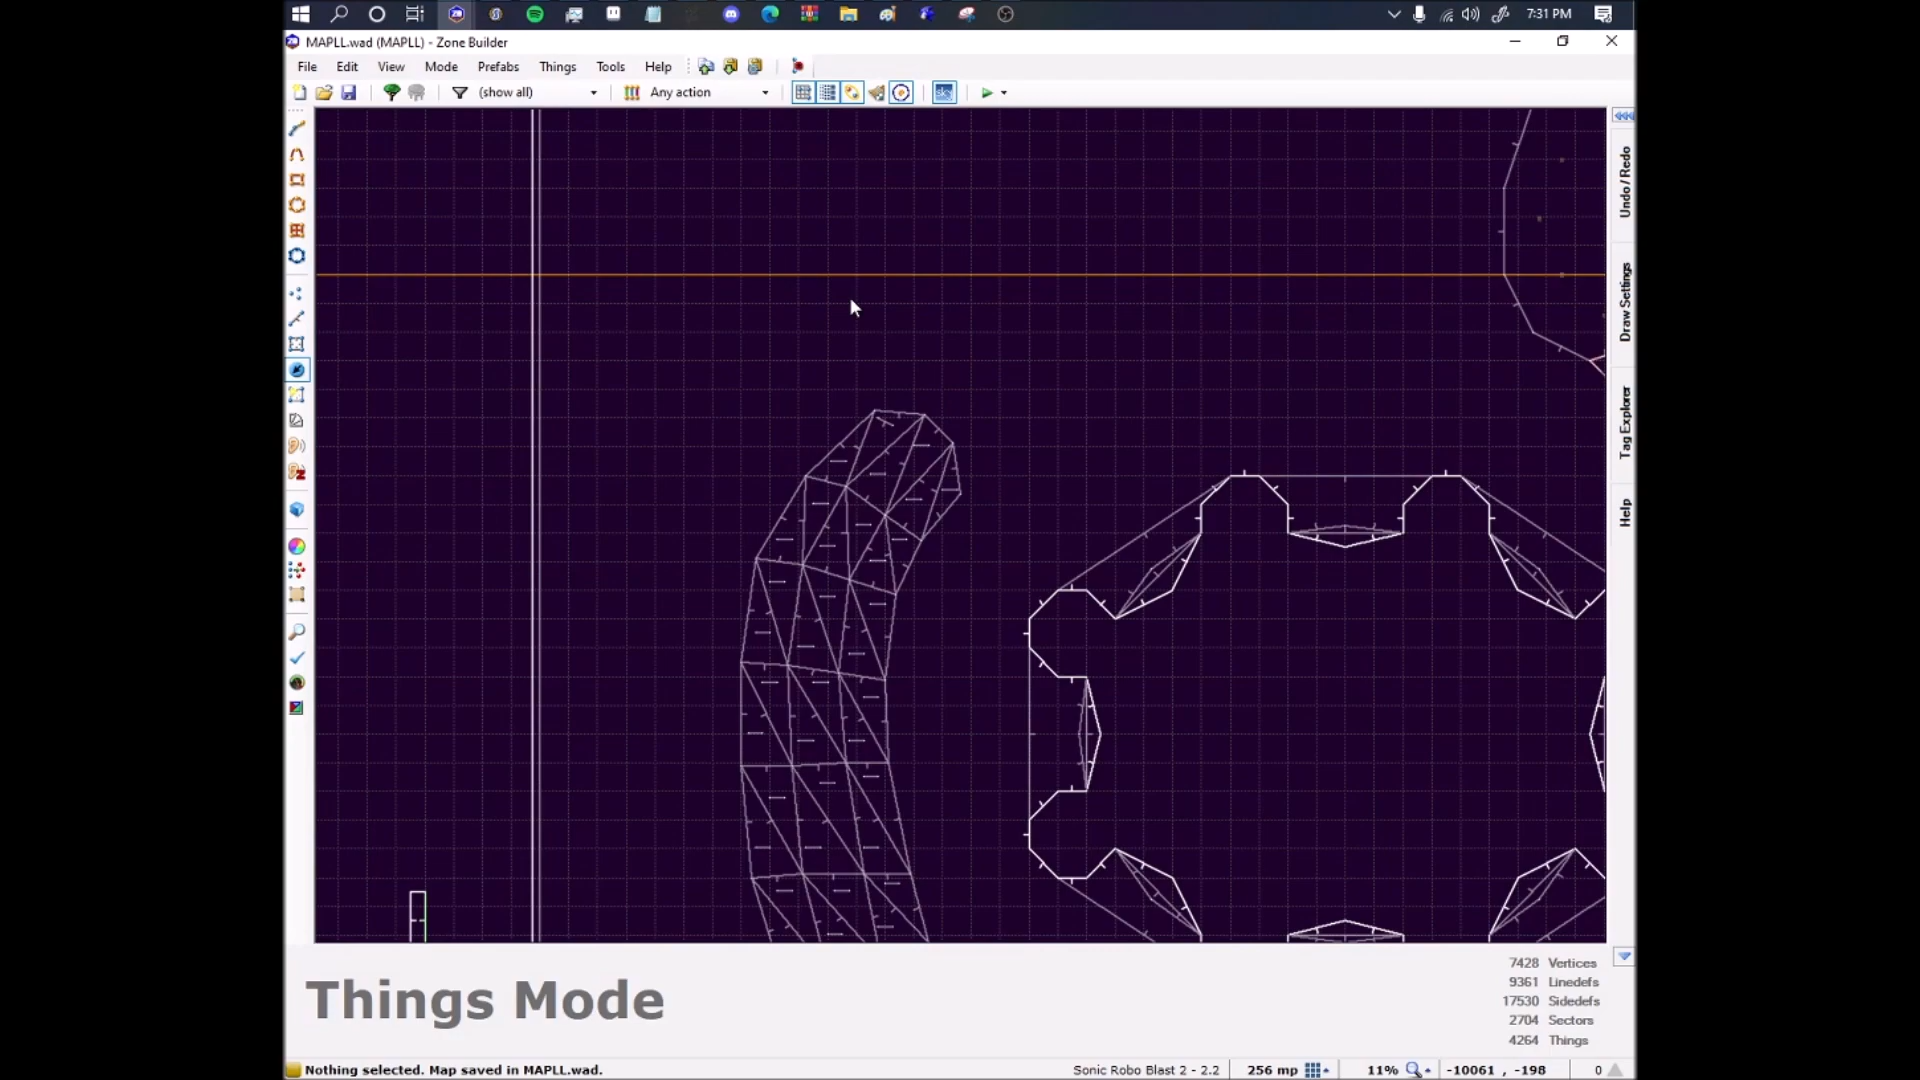 7:31 PM
MAPLL.wad (MAPLL) - Zone Builder
File Edit View Mode Prefabs Things Tools Help
(show all) Any action
Undo / Redo
Draw Settings
Tag Explorer
Help
Things Mode
7428 Vertices
9361 Linedefs
17530 Sidedefs
2704 Sectors
4264 Things
Nothing selected. Map saved in MAPLL.wad. Sonic Robo Blast 2 - 2.2 256 mp 11% -10061 , -198 0